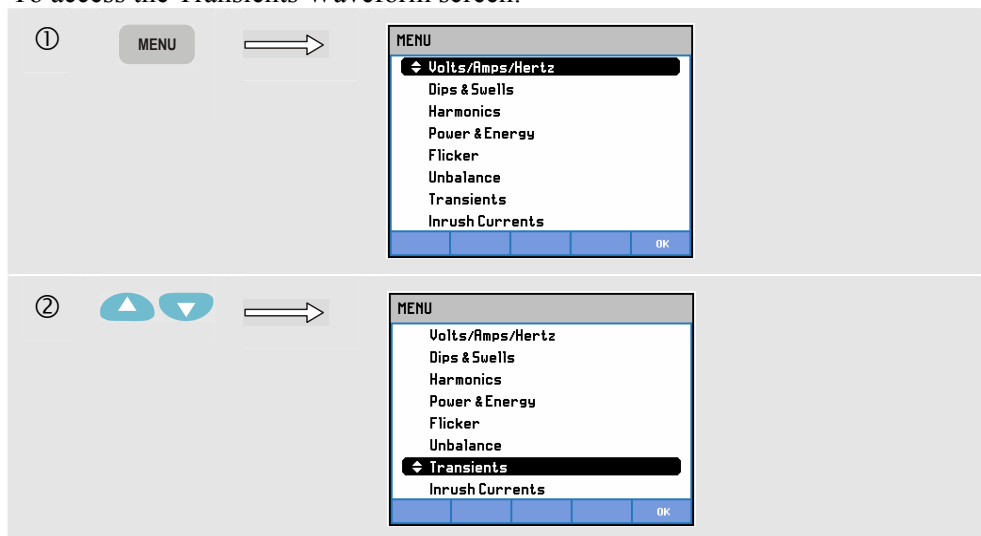 To access the Transients Waveform screen:
① MENU
MENU
Volts/Amps/Hertz
Dips & Swells
Harmonics
Power & Energy
Flicker
Unbalance
Transients
Inrush Currents
OK
②
MENU
Volts/Amps/Hertz
Dips & Swells
Harmonics
Power & Energy
Flicker
Unbalance
Transients
Inrush Currents
OK